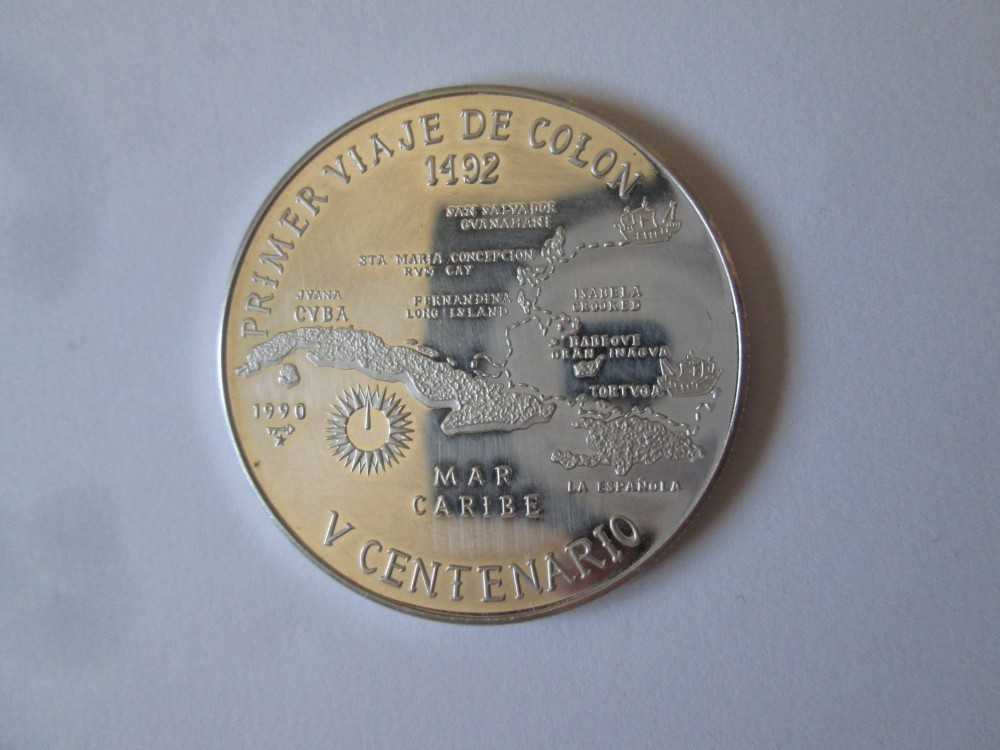 PRIMER VIAJE DE COLON
1492
SAN SALVADOR
GVANAHANI
STA MARIA CONCEPCION
RVM CAY
JVANA
CVBA
FERNANDINA
LONG ISLAND
ISABELA
CROOKED
BABEQVE
GRAN INAGVA
TORTVGA
1990
MAR
CARIBE
LA ESPAÑOLA
V CENTENARIO